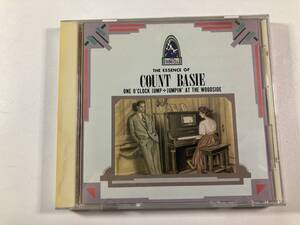 THE ESSENCE OF
COUNT BASIE
ONE O'CLOCK JUMP + JUMPIN' AT THE WOODSIDE